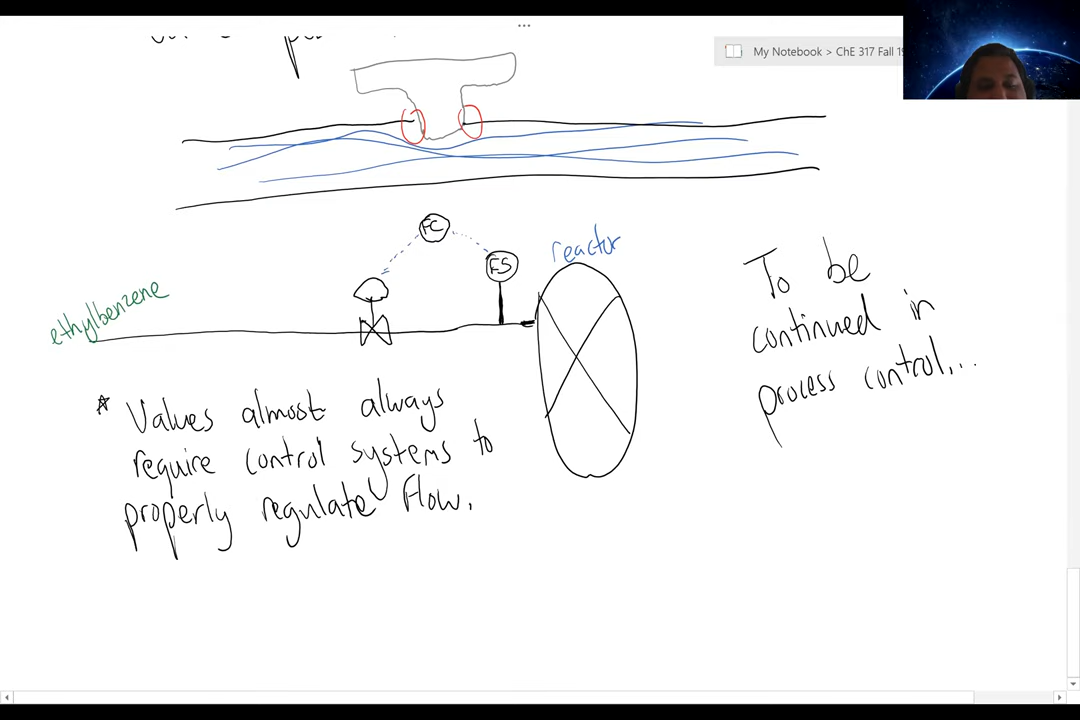 My Notebook > ChE 317 Fall 19
FC
FS
reactor
ethylbenzene
To be
continued in
process control...
* Valves almost always
require control systems to
properly regulate flow.